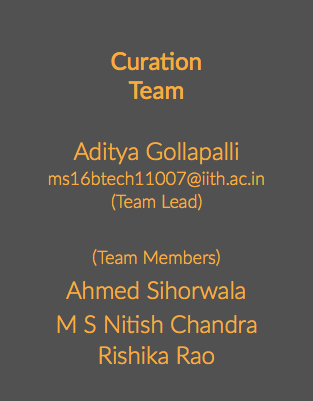 Curation
Team
Aditya Gollapalli
ms16btech11007@iith.ac.in
(Team Lead)
(Team Members)
Ahmed Sihorwala
M S Nitish Chandra
Rishika Rao